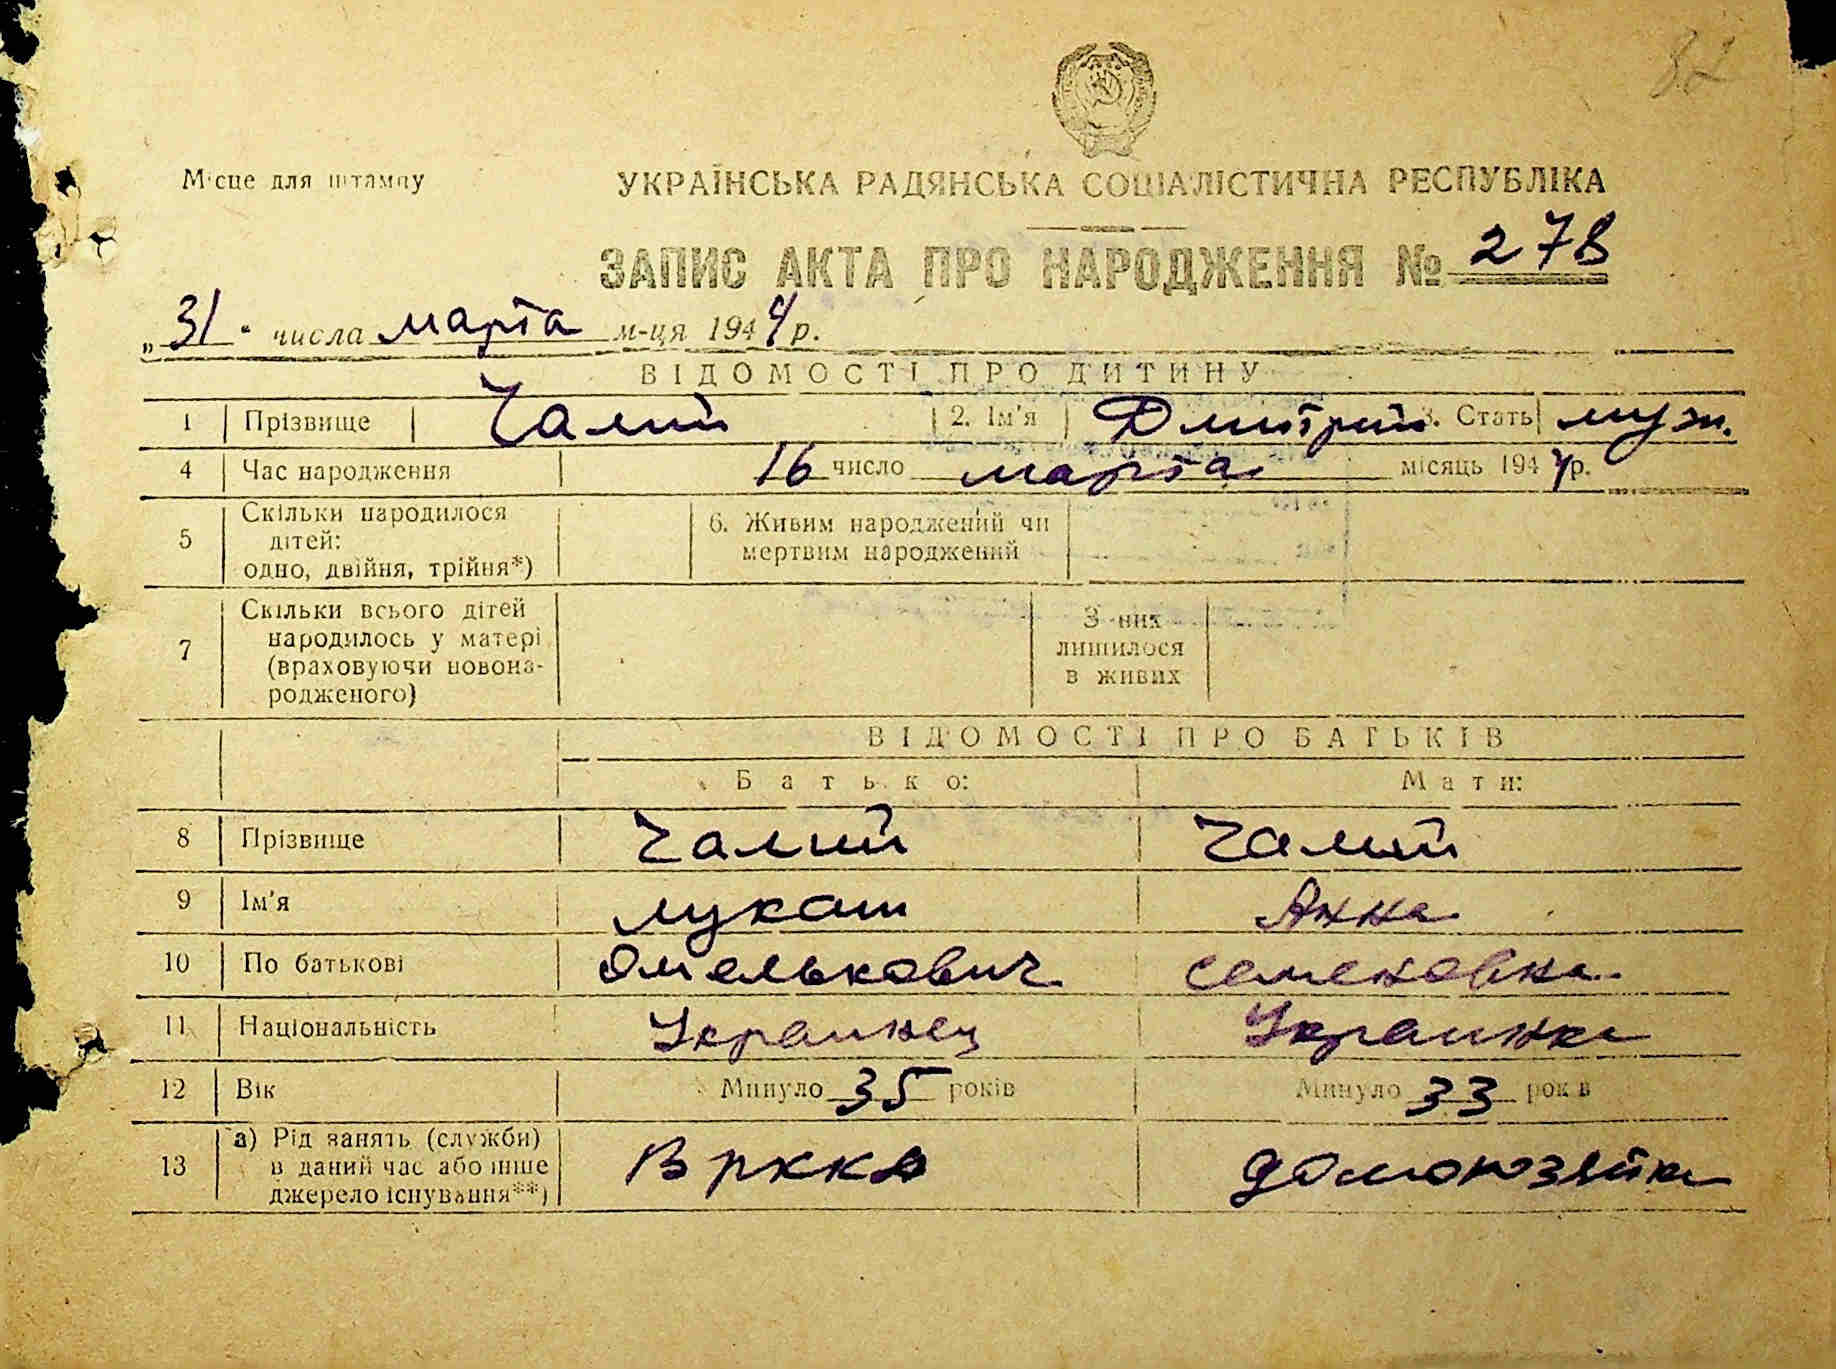 82
Місце для штампу
УКРАЇНСЬКА РАДЯНСЬКА СОЦІАЛІСТИЧНА РЕСПУБЛІКА
ЗАПИС АКТА ПРО НАРОДЖЕННЯ № 278
„31" числа марта м-ця 1944 р.
ВІДОМОСТІ ПРО ДИТИНУ
1 Прізвище Чалий 2. Ім'я Дмитрий 3. Стать муж.
4 Час народження 16 число марта місяць 1944 р.
5 Скільки народилося дітей: одно, двійня, трійня*) 6. Живим народжений чи мертвим народжений
7 Скільки всього дітей народилось у матері (враховуючи новонародженого) З них лишилося в живих
ВІДОМОСТІ ПРО БАТЬКІВ
Батько: Мати:
8 Прізвище Чалий Чалий
9 Ім'я Лукаш Анна
10 По батькові Омелькович Семеновна
11 Національність Украинец Украинка
12 Вік Минуло 35 років Минуло 33 років
13 а) Рід занять (служби) в даний час або інше джерело існування**) В РККА домохозяйка